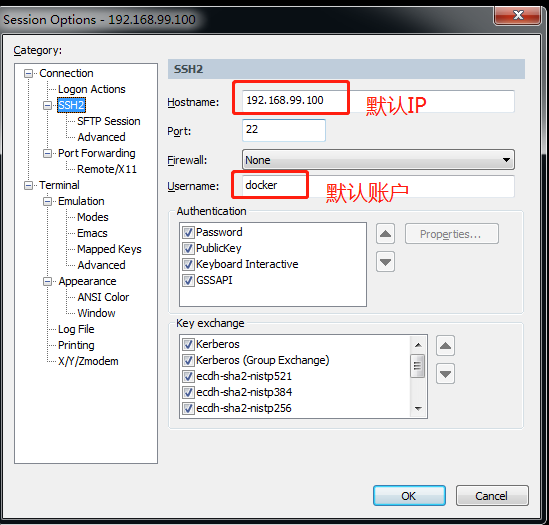 Session Options - 192.168.99.100
Category:
Connection
Logon Actions
SSH2
SFTP Session
Advanced
Port Forwarding
Remote/X11
Terminal
Emulation
Modes
Emacs
Mapped Keys
Advanced
Appearance
ANSI Color
Window
Log File
Printing
X/Y/Zmodem
SSH2
Hostname: 192.168.99.100 默认IP
Port: 22
Firewall: None
Username: docker 默认账户
Authentication
Password
PublicKey
Keyboard Interactive
GSSAPI
Properties...
Key exchange
Kerberos
Kerberos (Group Exchange)
ecdh-sha2-nistp521
ecdh-sha2-nistp384
ecdh-sha2-nistp256
OK Cancel